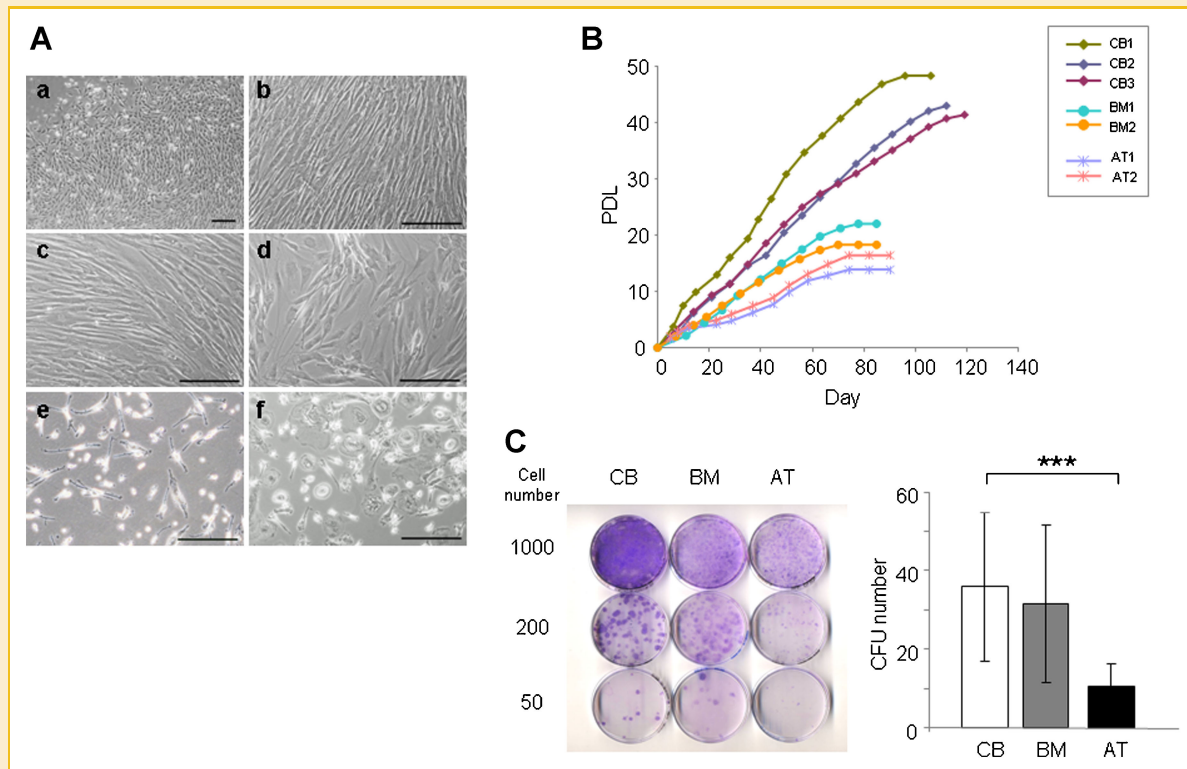 A
a
b
c
d
e
f
B
PDL
50
40
30
20
10
0
0 20 40 60 80 100 120 140
Day
CB1
CB2
CB3
BM1
BM2
AT1
AT2
C
Cell
number
CB BM AT
1000
200
50
***
CFU number
60
40
20
0
CB BM AT